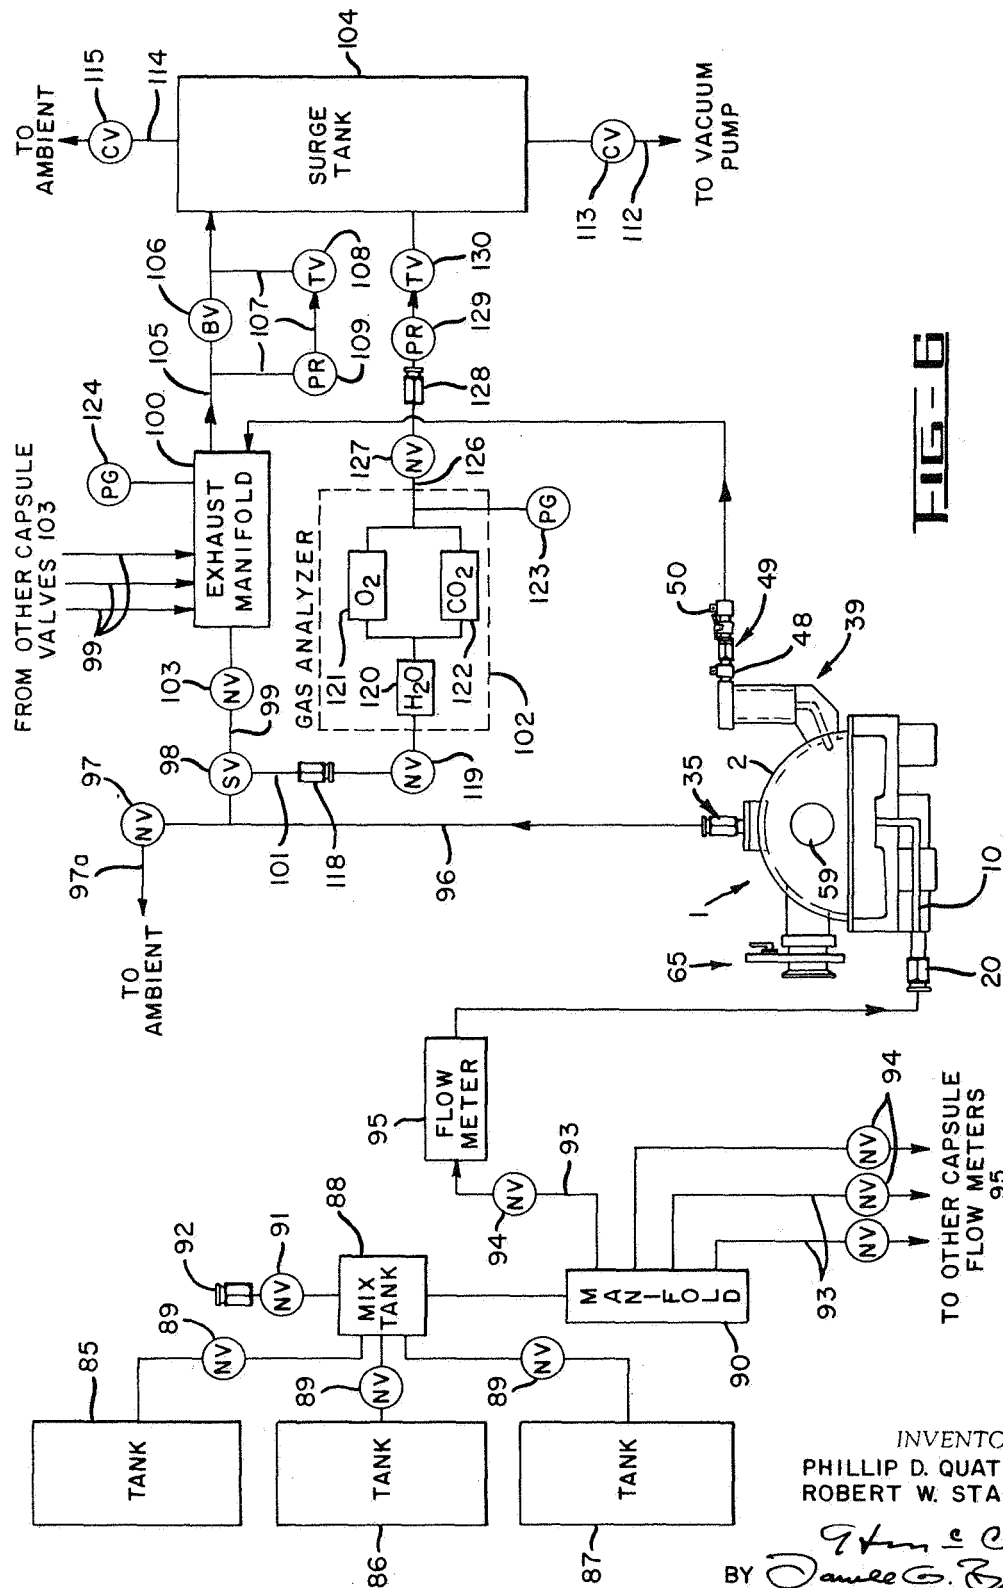 TO
AMBIENT
CV
115
114
104
SURGE
TANK
CV
113
112
TO VACUUM
PUMP
106
BV
105
107
TV
108
PR
109
TV
130
PR
129
128
124
PG
100
FROM OTHER CAPSULE
VALVES 103
99
EXHAUST
MANIFOLD
127
NV
126
GAS ANALYZER
O2
121
CO2
122
120
H2O
PG
123
102
103
NV
99
98
SV
101
118
NV
119
97
NV
97a
TO
AMBIENT
96
FIG-6
50
49
48
39
35
2
59
1
65
10
20
FLOW
METER
95
93
NV
94
94
NV
NV
NV
93
TO OTHER CAPSULE
FLOW METERS
95
92
91
NV
88
MIX
TANK
MANIFOLD
90
89
NV
89
NV
89
NV
85
TANK
TANK
86
TANK
87
INVENTO
PHILLIP D. QUAT
ROBERT W. STA
BY